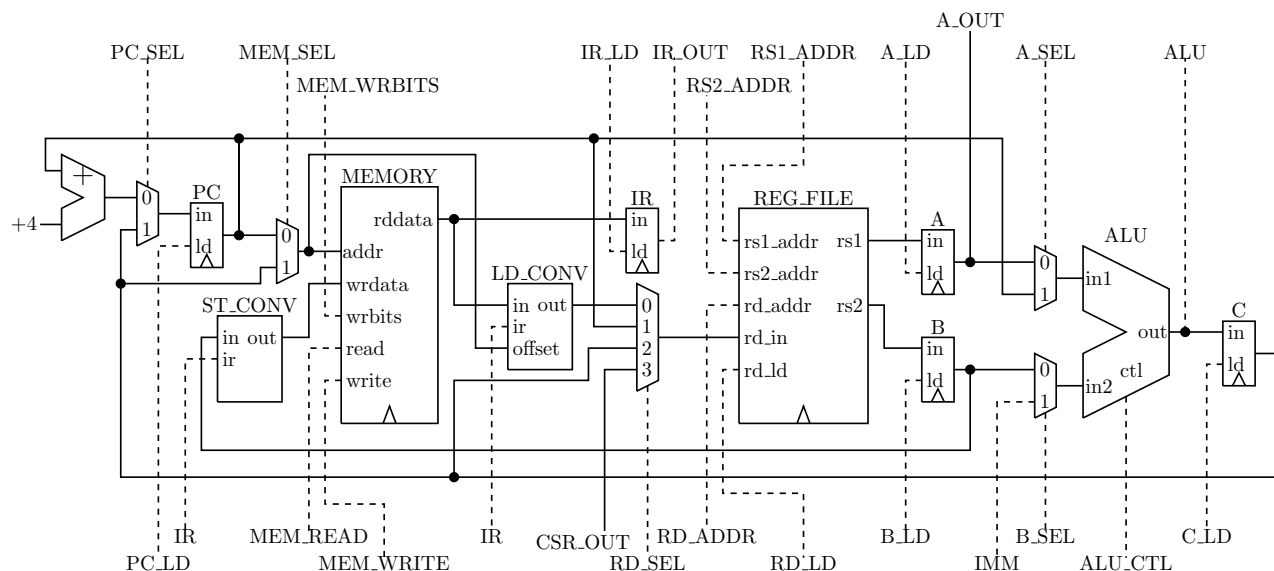 A_OUT
PC_SEL MEM_SEL IR_LD IR_OUT RS1_ADDR A_LD A_SEL ALU
MEM_WRBITS RS2_ADDR
+ MEMORY
PC IR REG_FILE
0 in rddata in A
1 ld 0 addr ld rs1_addr rs1 in ALU
+4 1 LD_CONV rs2_addr ld 0 in1
ST_CONV wrdata in out 0 rd_addr rs2 1 C
in out wrbits ir 1 rd_in B out in
ir read offset 2 rd_ld in 0 ctl ld
write 3 ld 1 in2
IR MEM_READ IR CSR_OUT RD_ADDR B_LD B_SEL C_LD
PC_LD MEM_WRITE RD_SEL RD_LD IMM ALU_CTL